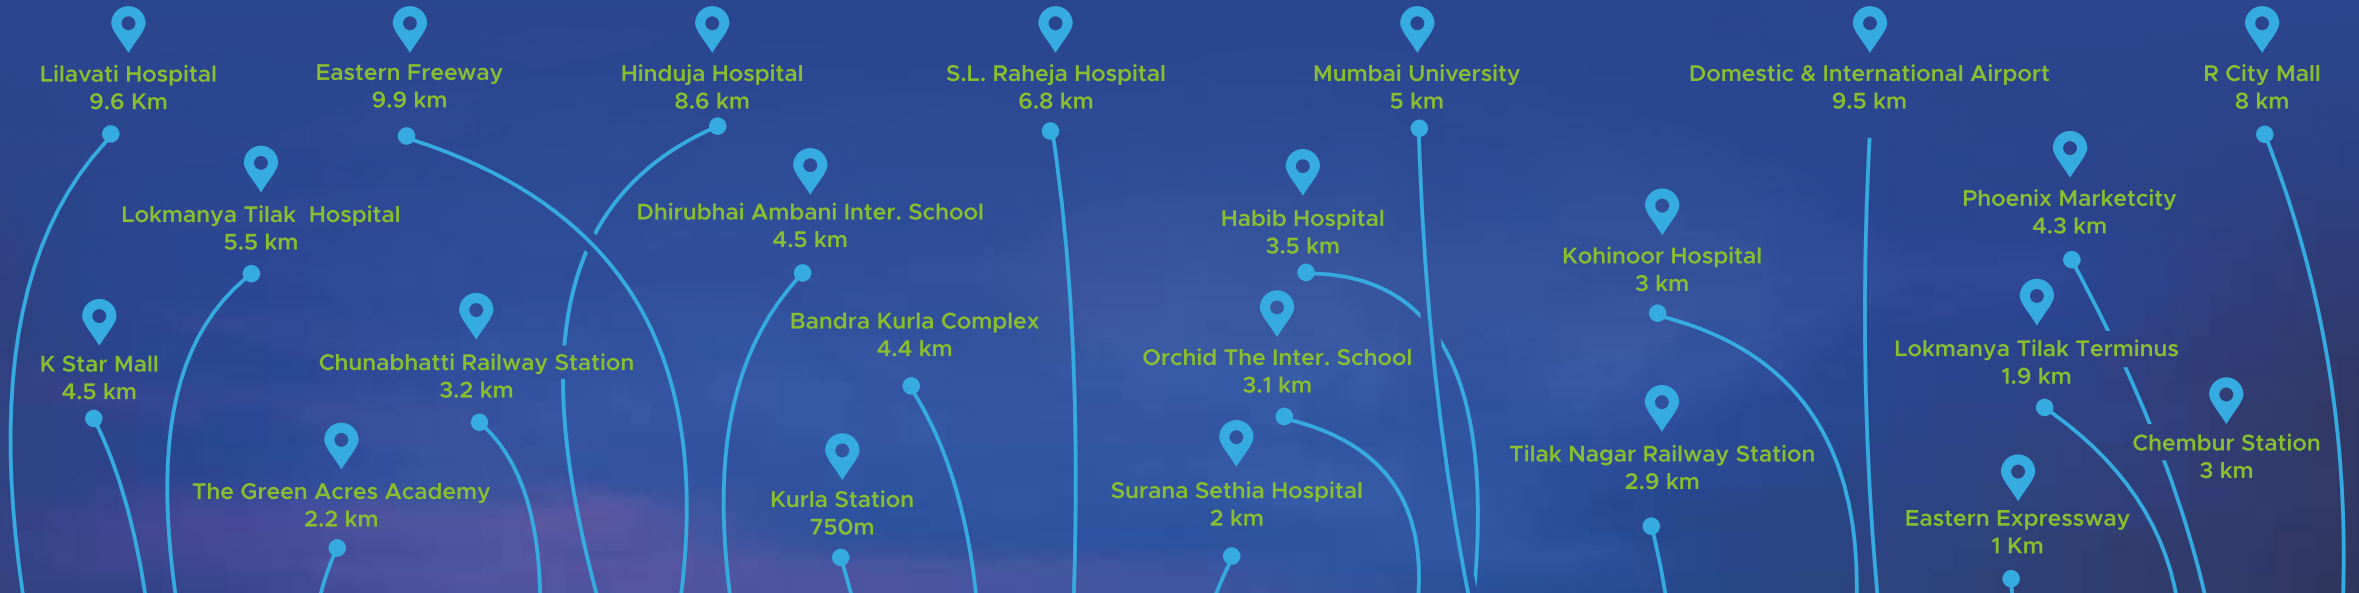 Lilavati Hospital
9.6 Km
Eastern Freeway
9.9 km
Hinduja Hospital
8.6 km
S.L. Raheja Hospital
6.8 km
Mumbai University
5 km
Domestic & International Airport
9.5 km
R City Mall
8 km
Lokmanya Tilak  Hospital
5.5 km
Dhirubhai Ambani Inter. School
4.5 km
Habib Hospital
3.5 km
Kohinoor Hospital
3 km
Phoenix Marketcity
4.3 km
K Star Mall
4.5 km
Chunabhatti Railway Station
3.2 km
Bandra Kurla Complex
4.4 km
Orchid The Inter. School
3.1 km
Lokmanya Tilak Terminus
1.9 km
The Green Acres Academy
2.2 km
Kurla Station
750m
Surana Sethia Hospital
2 km
Tilak Nagar Railway Station
2.9 km
Chembur Station
3 km
Eastern Expressway
1 Km